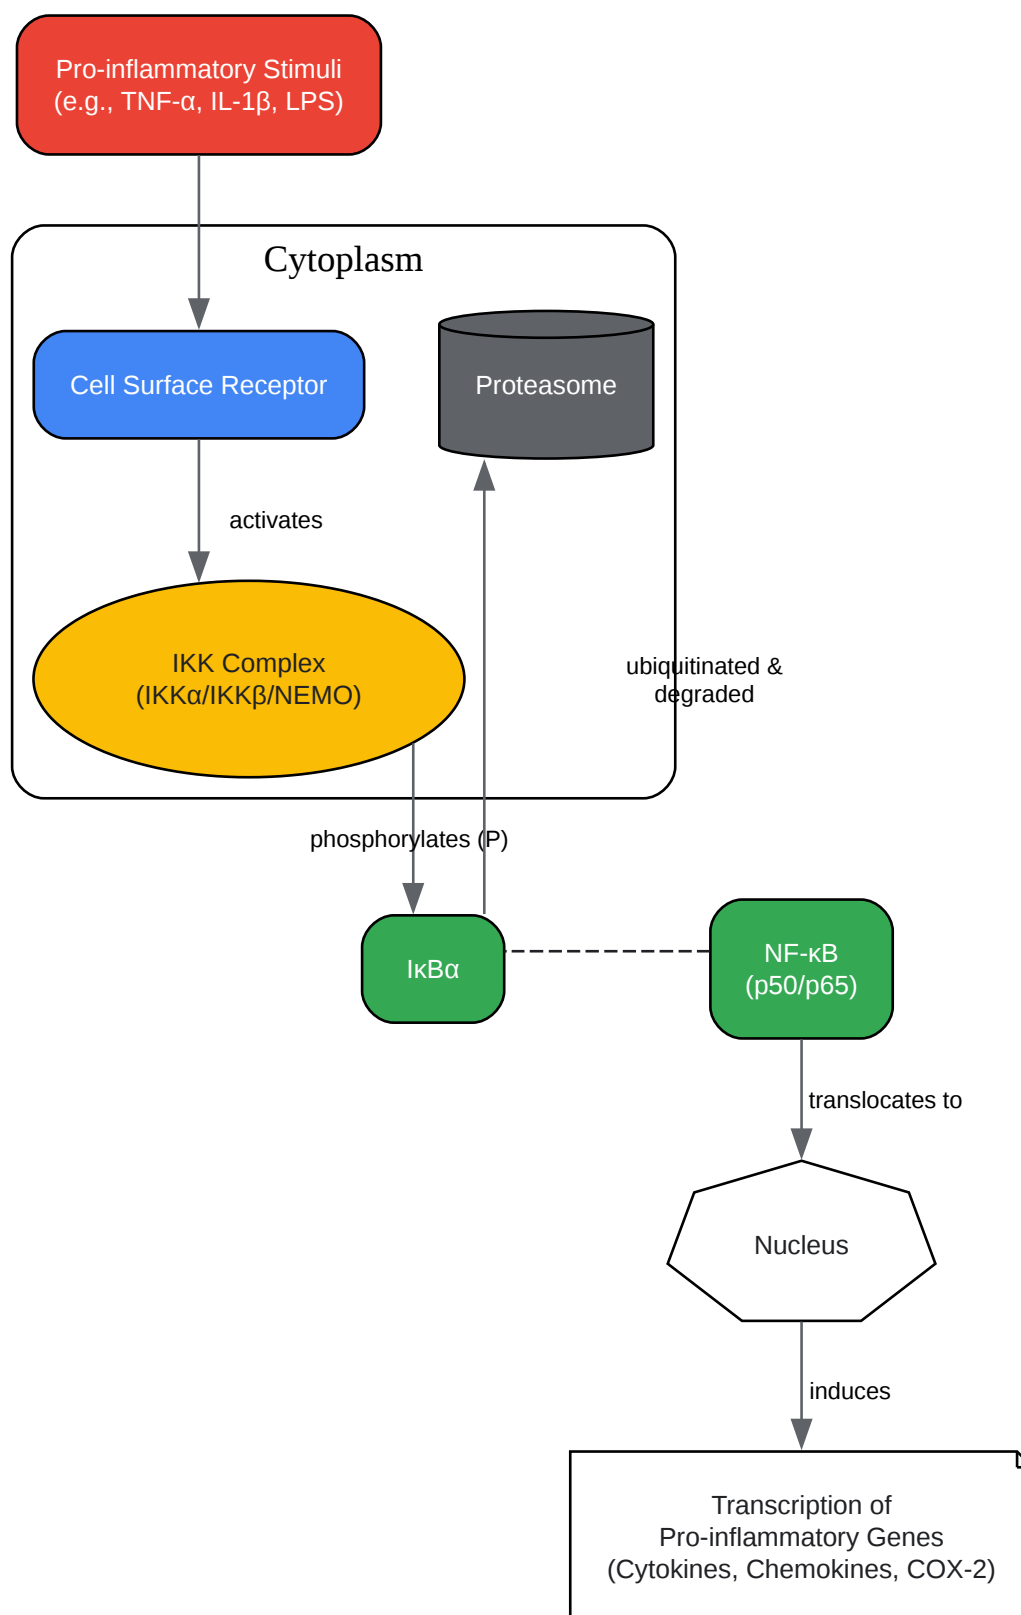 Pro-inflammatory Stimuli
(e.g., TNF-α, IL-1β, LPS)
Cytoplasm
Cell Surface Receptor
Proteasome
activates
IKK Complex
(IKKα/IKKβ/NEMO)
ubiquitinated &
degraded
phosphorylates (P)
IκBα
NF-κB
(p50/p65)
translocates to
Nucleus
induces
Transcription of
Pro-inflammatory Genes
(Cytokines, Chemokines, COX-2)